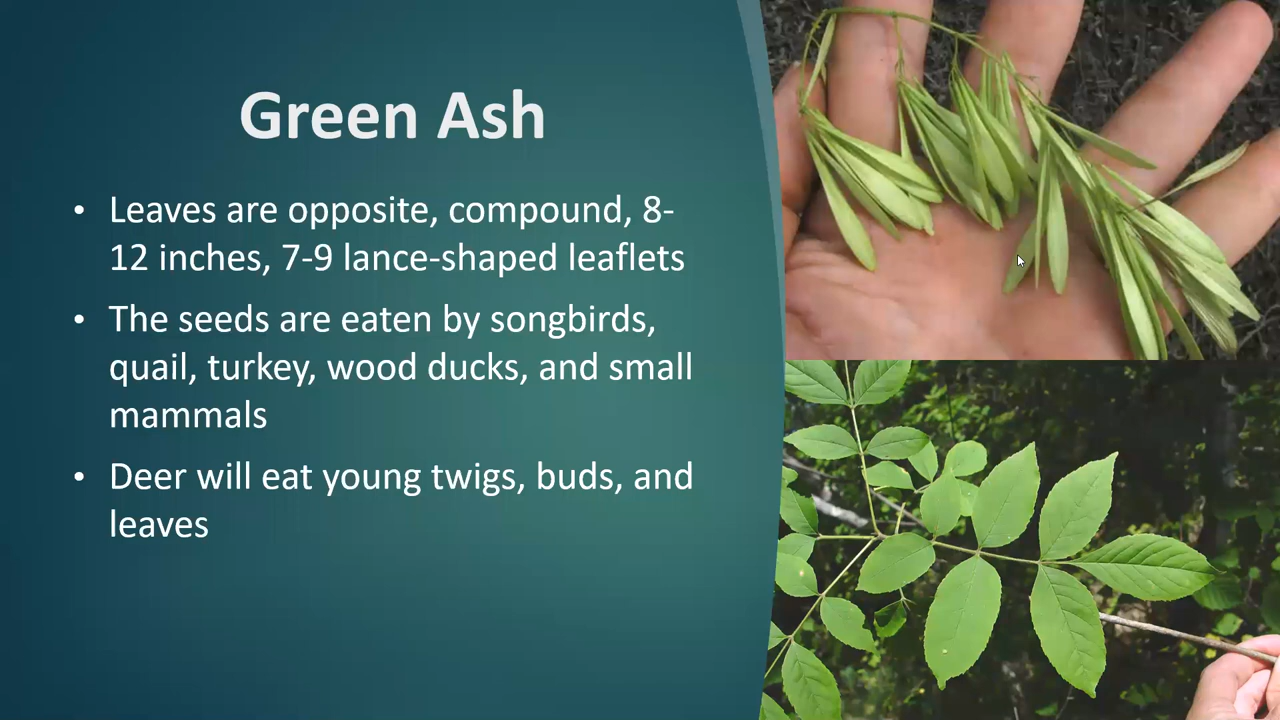 Green Ash
• Leaves are opposite, compound, 8-
12 inches, 7-9 lance-shaped leaflets
• The seeds are eaten by songbirds,
quail, turkey, wood ducks, and small
mammals
• Deer will eat young twigs, buds, and
leaves